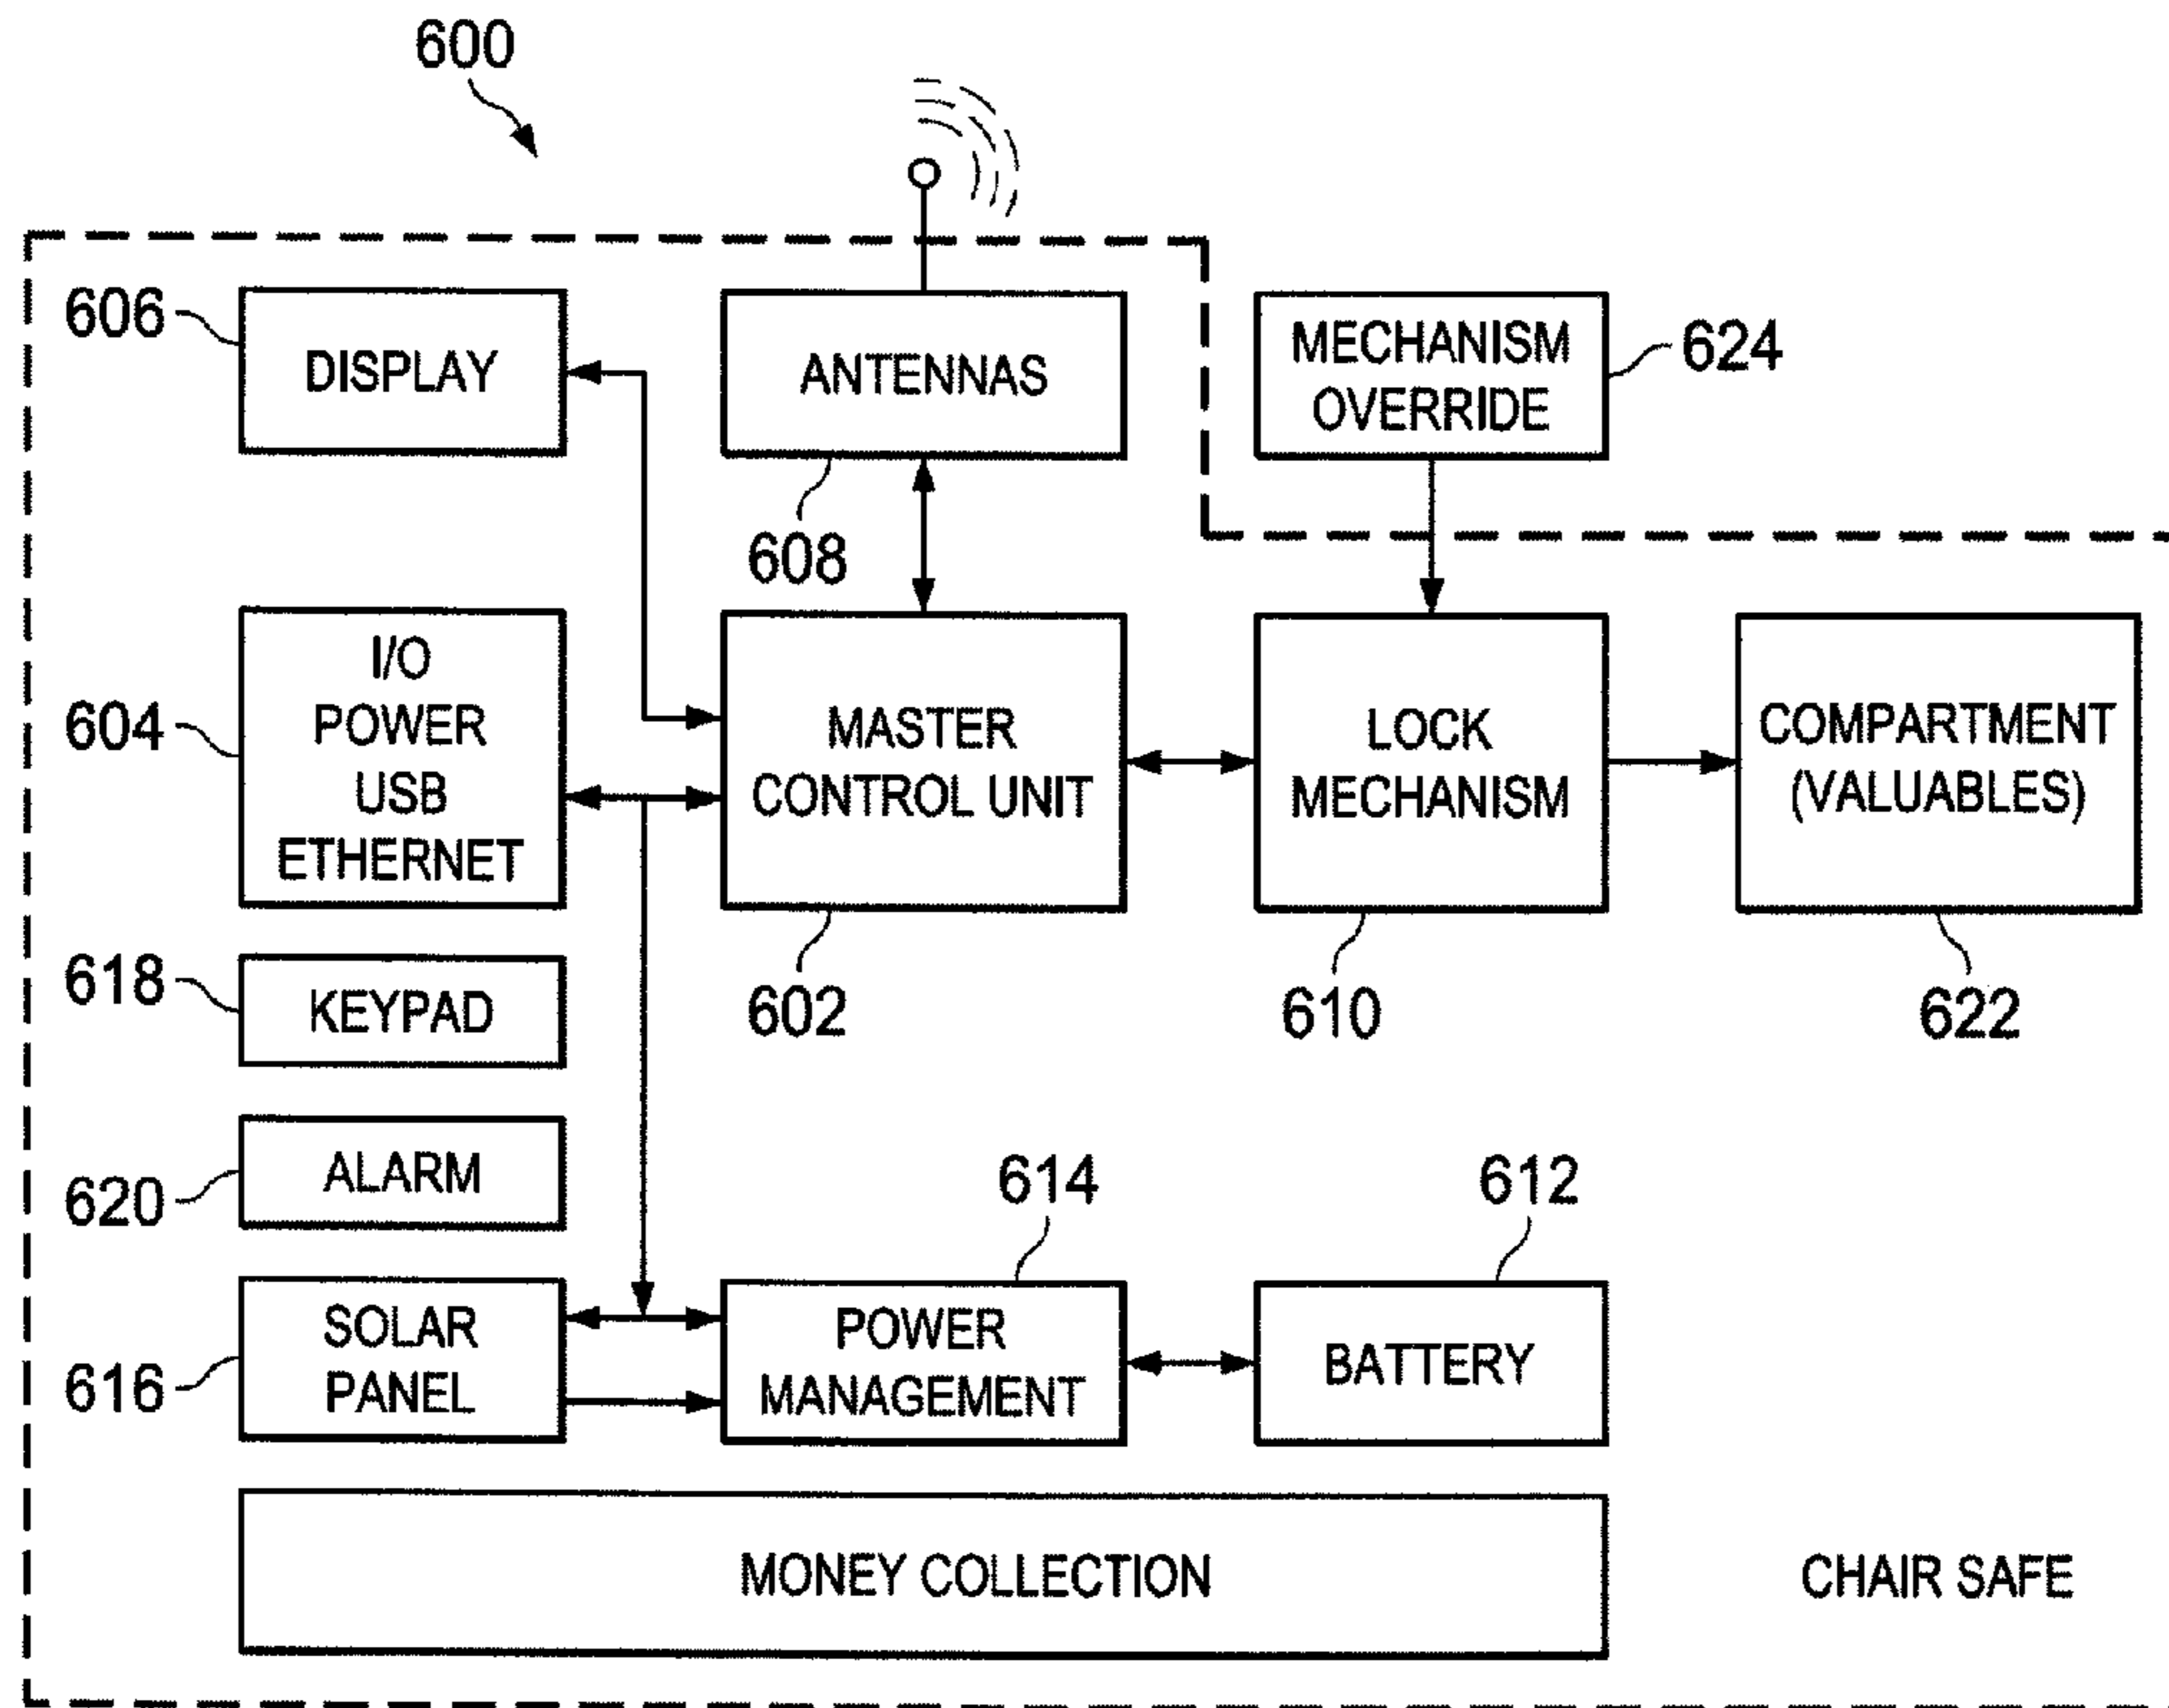 600
606
DISPLAY
ANTENNAS
MECHANISM
OVERRIDE
624
608
604
I/O
POWER
USB
ETHERNET
MASTER
CONTROL UNIT
LOCK
MECHANISM
COMPARTMENT
(VALUABLES)
618
KEYPAD
602
610
622
620
ALARM
614
612
616
SOLAR
PANEL
POWER
MANAGEMENT
BATTERY
MONEY COLLECTION
CHAIR SAFE